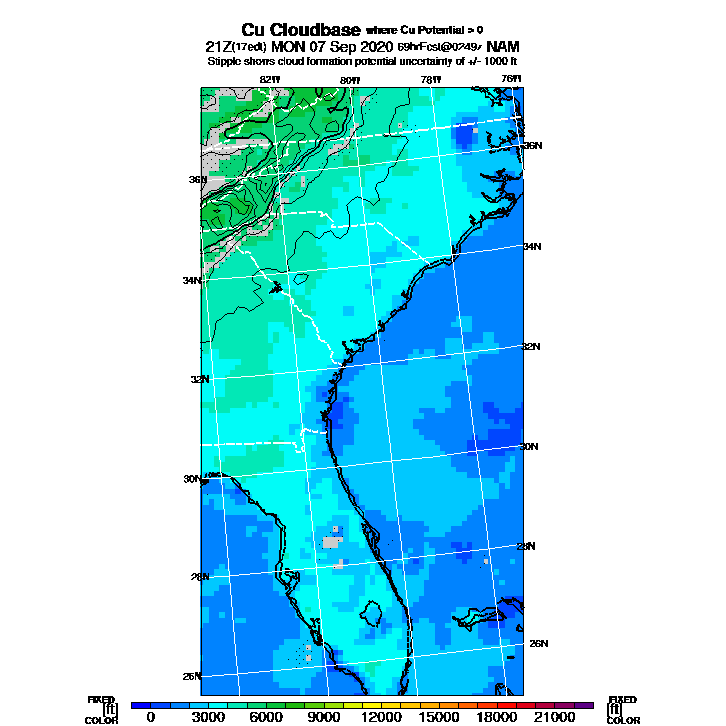 Cu Cloudbase where Cu Potential > 0
21Z(17edt) MON 07 Sep 2020 69hrFcst@0249z NAM
Stipple shows cloud formation potential uncertainty of +/- 1000 ft
82W 80W 78W 76W
36N 36N
34N 34N
32N 32N
30N 30N
28N 28N
26N 26N
FIXED FIXED
[ft] [ft]
COLOR COLOR
0 3000 6000 9000 12000 15000 18000 21000